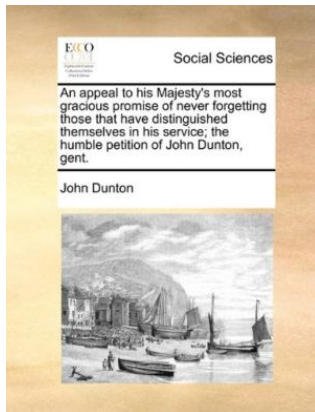 ECCO
Social Sciences
An appeal to his Majesty's most
gracious promise of never forgetting
those that have distinguished
themselves in his service; the
humble petition of John Dunton,
gent.
John Dunton